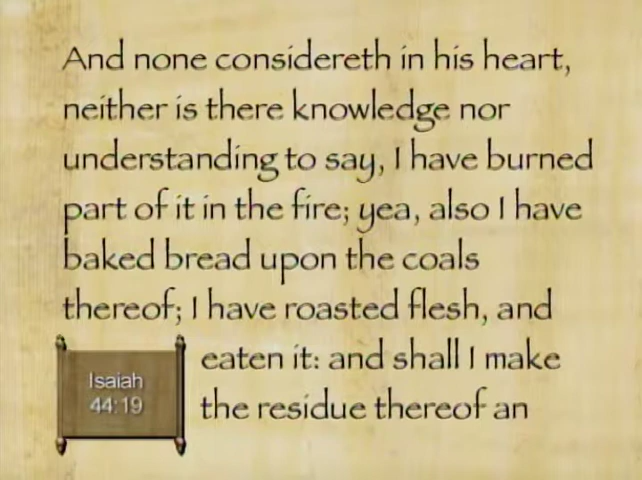 And none considereth in his heart,
neither is there knowledge nor
understanding to say, I have burned
part of it in the fire; yea, also I have
baked bread upon the coals
thereof; I have roasted flesh, and
eaten it: and shall I make
the residue thereof an
Isaiah
44:19